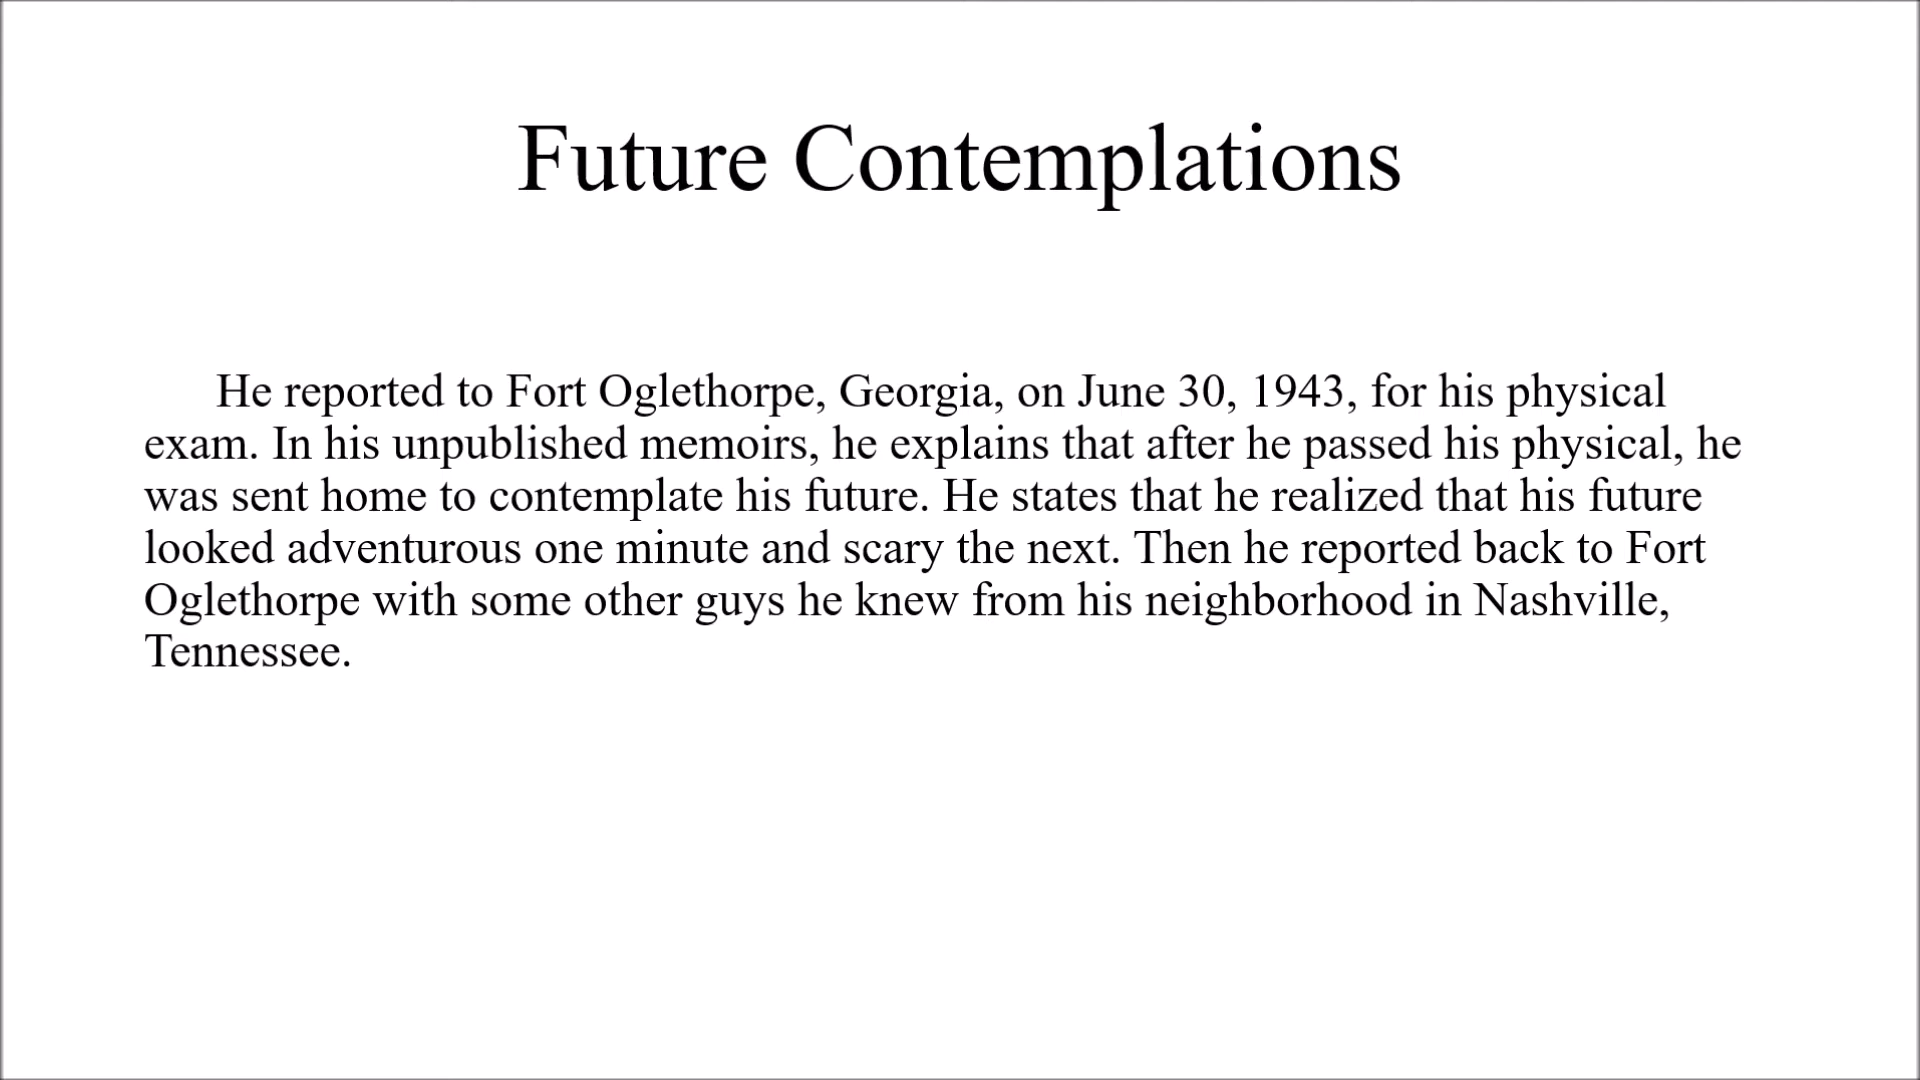 Future Contemplations
He reported to Fort Oglethorpe, Georgia, on June 30, 1943, for his physical
exam. In his unpublished memoirs, he explains that after he passed his physical, he
was sent home to contemplate his future. He states that he realized that his future
looked adventurous one minute and scary the next. Then he reported back to Fort
Oglethorpe with some other guys he knew from his neighborhood in Nashville,
Tennessee.